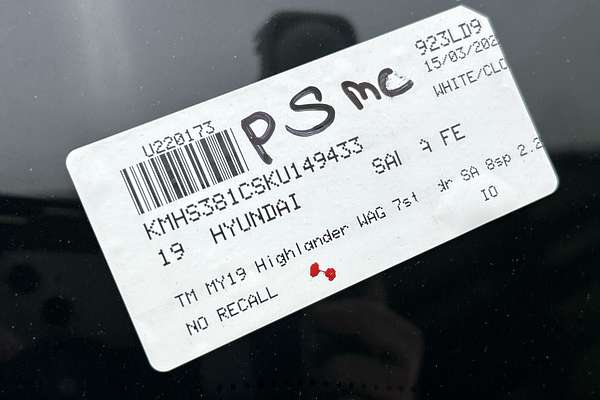 923LD9
15/03/202
WHITE/CLO
U220173
PS mc
KMHS381CSKU149433
19 HYUNDAI SAN A FE
TM MY19 Highlander WAG 7st dr SA 8sp 2.2
NO RECALL IO